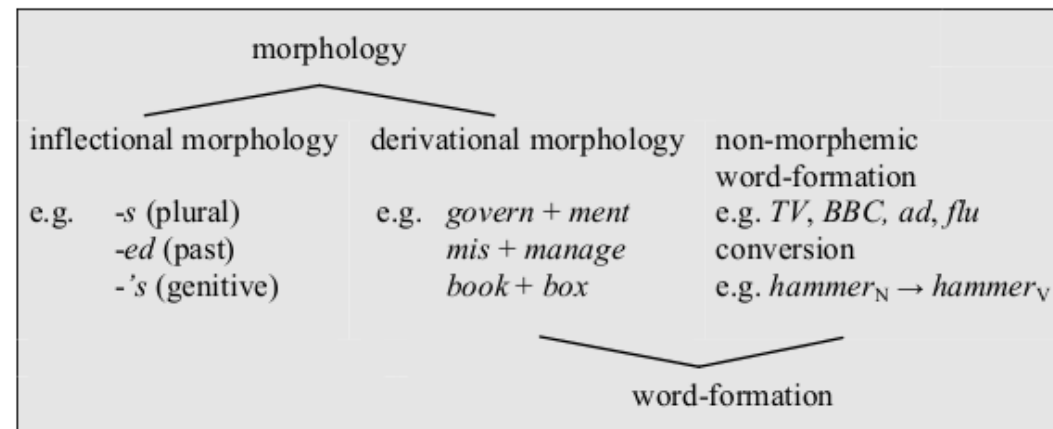 morphology
inflectional morphology
derivational morphology
non-morphemic
word-formation
e.g. -s (plural)
-ed (past)
-'s (genitive)
e.g. govern + ment
mis + manage
book + box
e.g. TV, BBC, ad, flu
conversion
e.g. hammerN → hammerV
word-formation